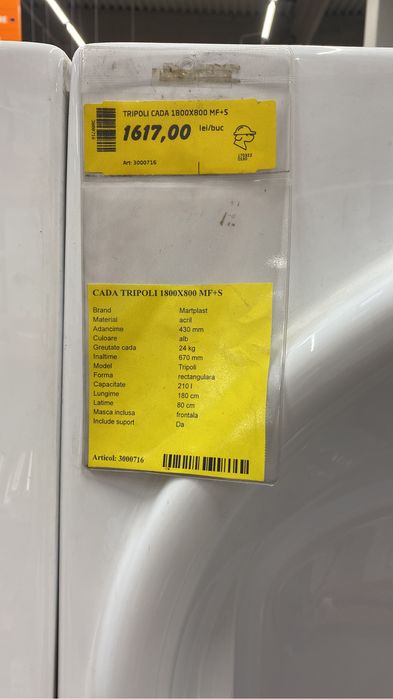 TRIPOLI CADA 1800X800 MF+S
1617,00 lei/buc
Art: 3000716
CADA TRIPOLI 1800X800 MF+S
Brand Martplast
Material acril
Adancime 430 mm
Culoare alb
Greutate cada 24 kg
Inaltime 670 mm
Model Tripoli
Forma rectangulara
Capacitate 210 l
Lungime 180 cm
Latime 80 cm
Masca inclusa frontala
Include suport Da
Articol: 3000716